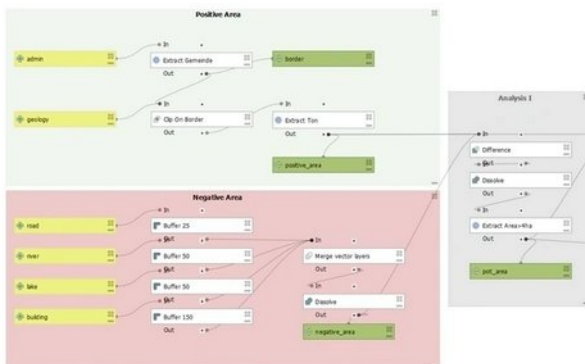 Positive Area
In
admin
Extract Gemeinde
border
Out
In
In
geology
Clip On Border
Extract Ton
Out
Out
positive_area
Negative Area
In
road
Buffer 25
In
Out
In
river
Buffer 50
Merge vector layers
In
Out
Out
In
lake
Buffer 50
Dissolve
In
Out
Out
building
Buffer 150
negative_area
Out
Analysis I
In
Difference
In
Out
Dissolve
In
Out
Extract Area>4ha
Out
pot_area